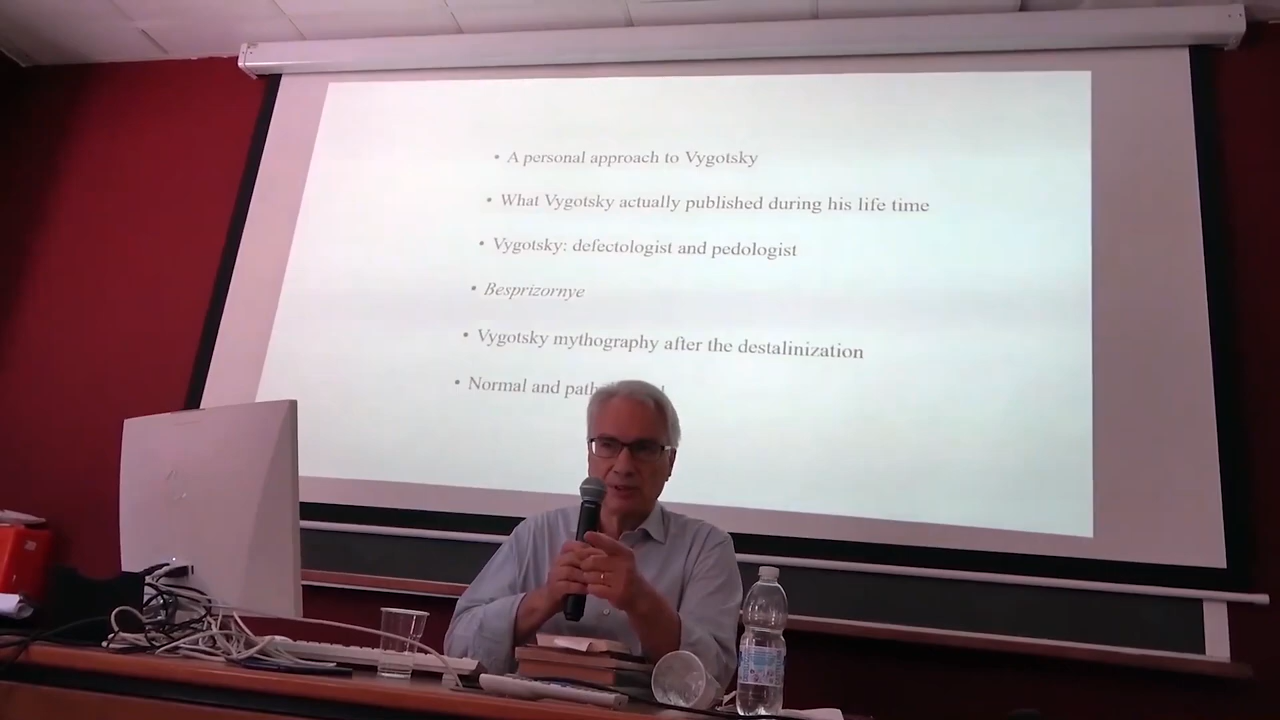 • A personal approach to Vygotsky
• What Vygotsky actually published during his life time
• Vygotsky: defectologist and pedologist
• Besprizornye
• Vygotsky mythography after the destalinization
• Normal and